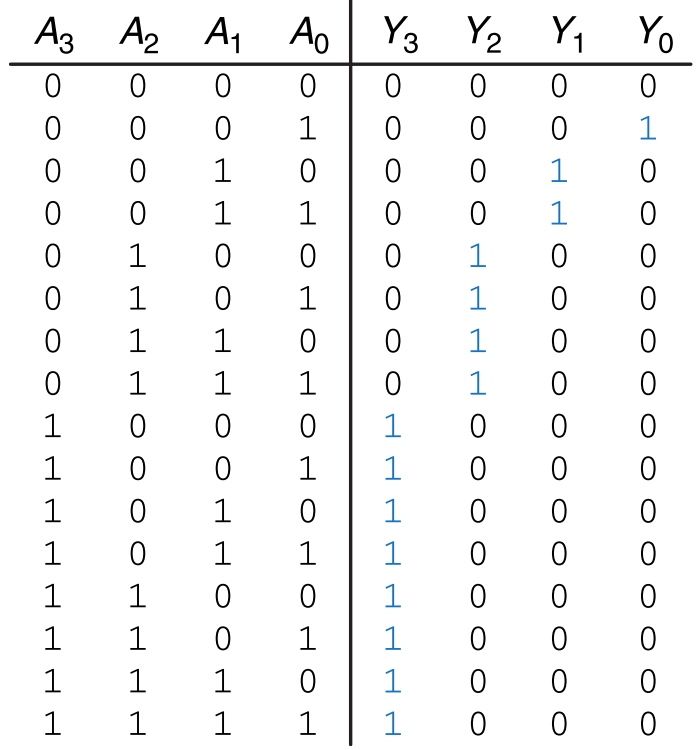 A3 A2 A1 A0 Y3 Y2 Y1 Y0
0 0 0 0 0 0 0 0
0 0 0 1 0 0 0 1
0 0 1 0 0 0 1 0
0 0 1 1 0 0 1 0
0 1 0 0 0 1 0 0
0 1 0 1 0 1 0 0
0 1 1 0 0 1 0 0
0 1 1 1 0 1 0 0
1 0 0 0 1 0 0 0
1 0 0 1 1 0 0 0
1 0 1 0 1 0 0 0
1 0 1 1 1 0 0 0
1 1 0 0 1 0 0 0
1 1 0 1 1 0 0 0
1 1 1 0 1 0 0 0
1 1 1 1 1 0 0 0